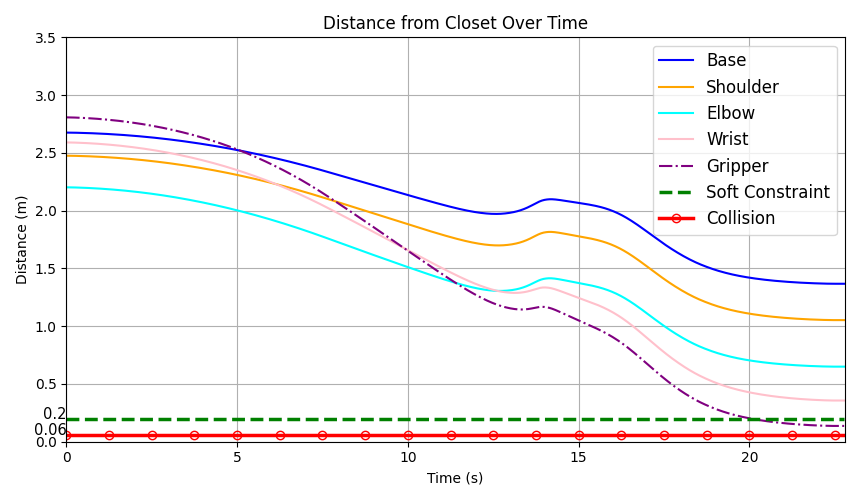 Distance from Closet Over Time
Distance (m)
3.5
3.0
2.5
2.0
1.5
1.0
0.5
0.2
0.06
0.0
Base
Shoulder
Elbow
Wrist
Gripper
Soft Constraint
Collision
0 5 10 15 20
Time (s)